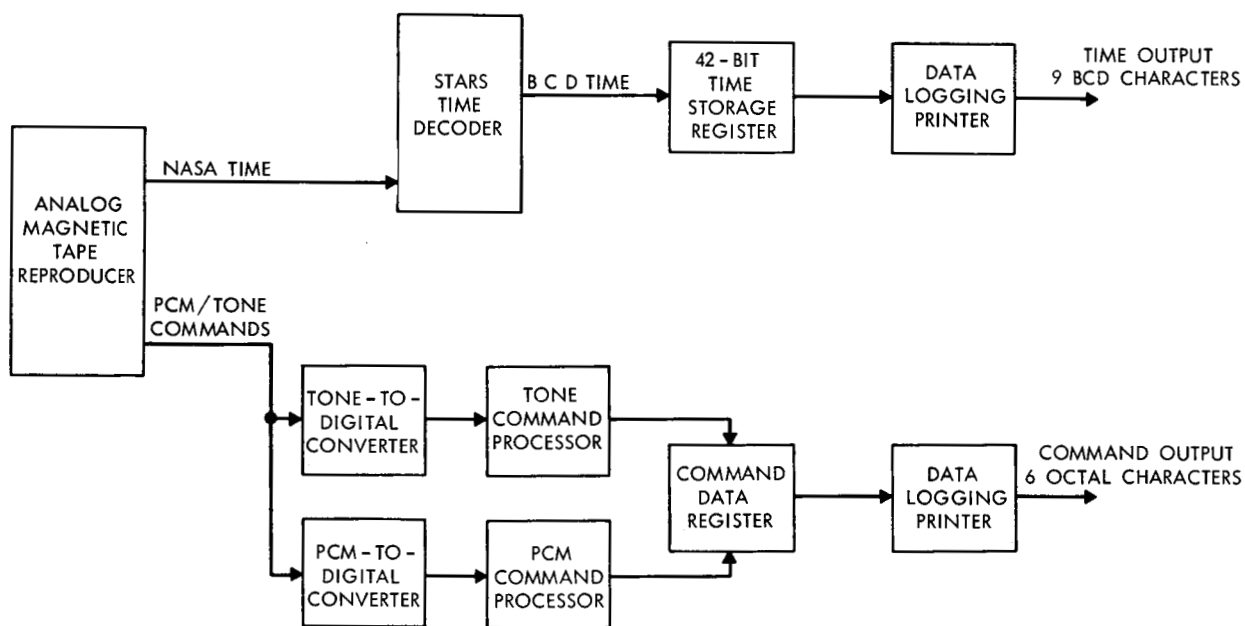 ANALOG
MAGNETIC
TAPE
REPRODUCER
NASA TIME
STARS
TIME
DECODER
B C D TIME
42-BIT
TIME
STORAGE
REGISTER
DATA
LOGGING
PRINTER
TIME OUTPUT
9 BCD CHARACTERS
PCM/TONE
COMMANDS
TONE-TO-
DIGITAL
CONVERTER
TONE
COMMAND
PROCESSOR
PCM-TO-
DIGITAL
CONVERTER
PCM
COMMAND
PROCESSOR
COMMAND
DATA
REGISTER
DATA
LOGGING
PRINTER
COMMAND OUTPUT
6 OCTAL CHARACTERS